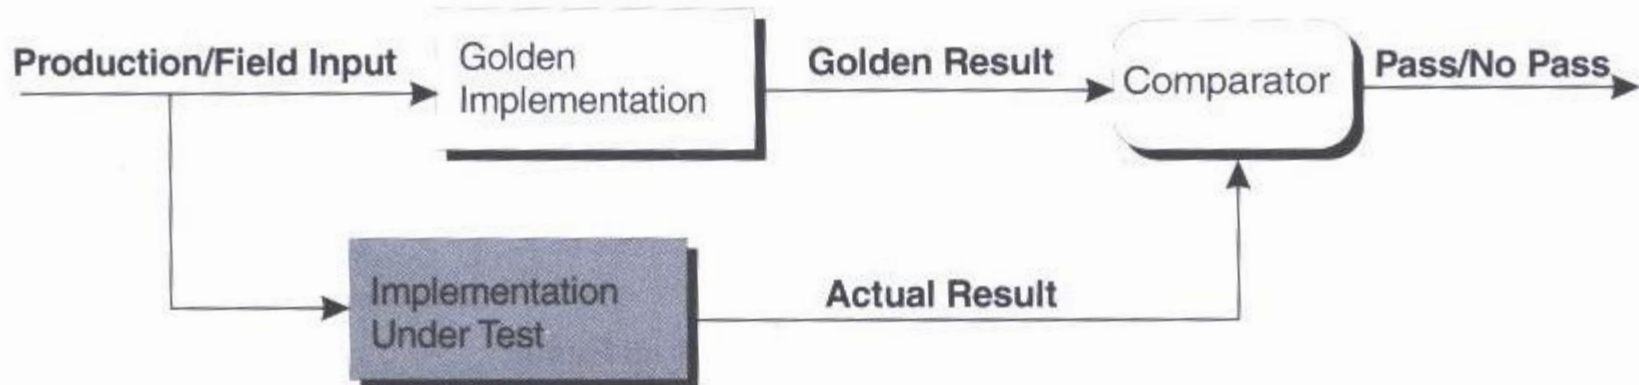 Production/Field Input
Golden
Implementation
Golden Result
Comparator
Pass/No Pass
Implementation
Under Test
Actual Result